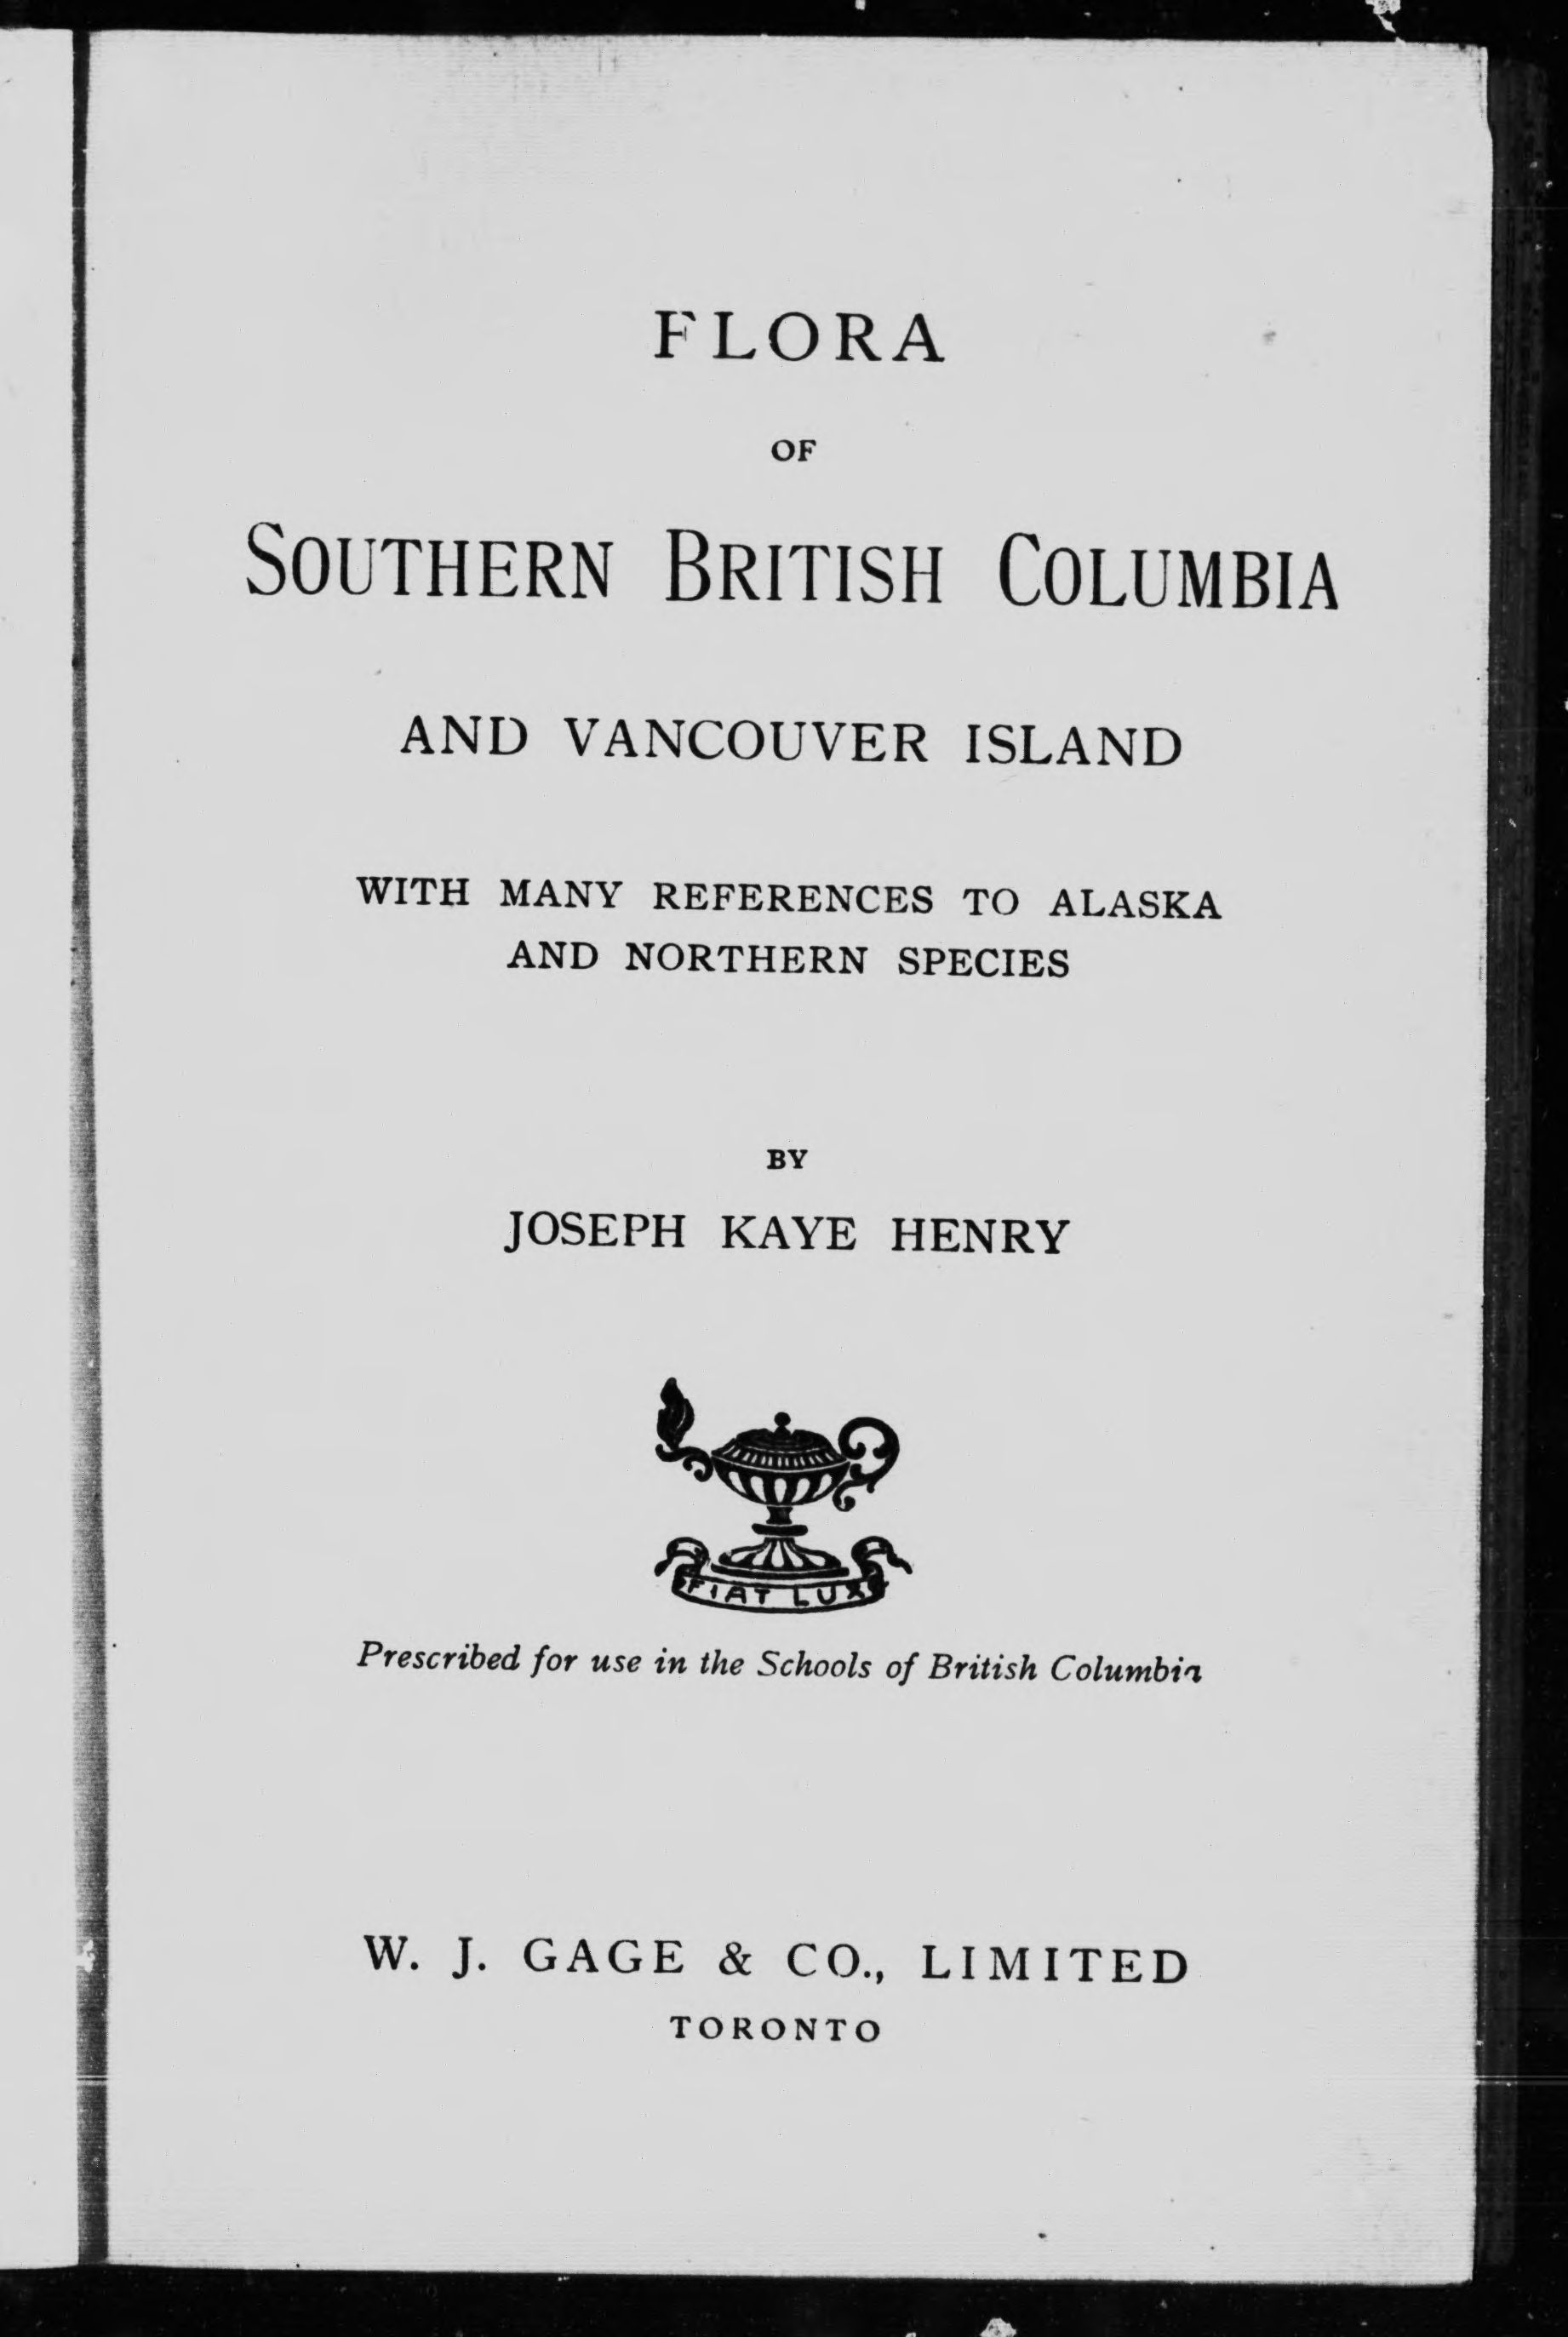 FLORA
OF
SOUTHERN BRITISH COLUMBIA
AND VANCOUVER ISLAND
WITH MANY REFERENCES TO ALASKA
AND NORTHERN SPECIES
BY
JOSEPH KAYE HENRY
FIAT LUX
Prescribed for use in the Schools of British Columbia
W. J. GAGE & CO., LIMITED
TORONTO